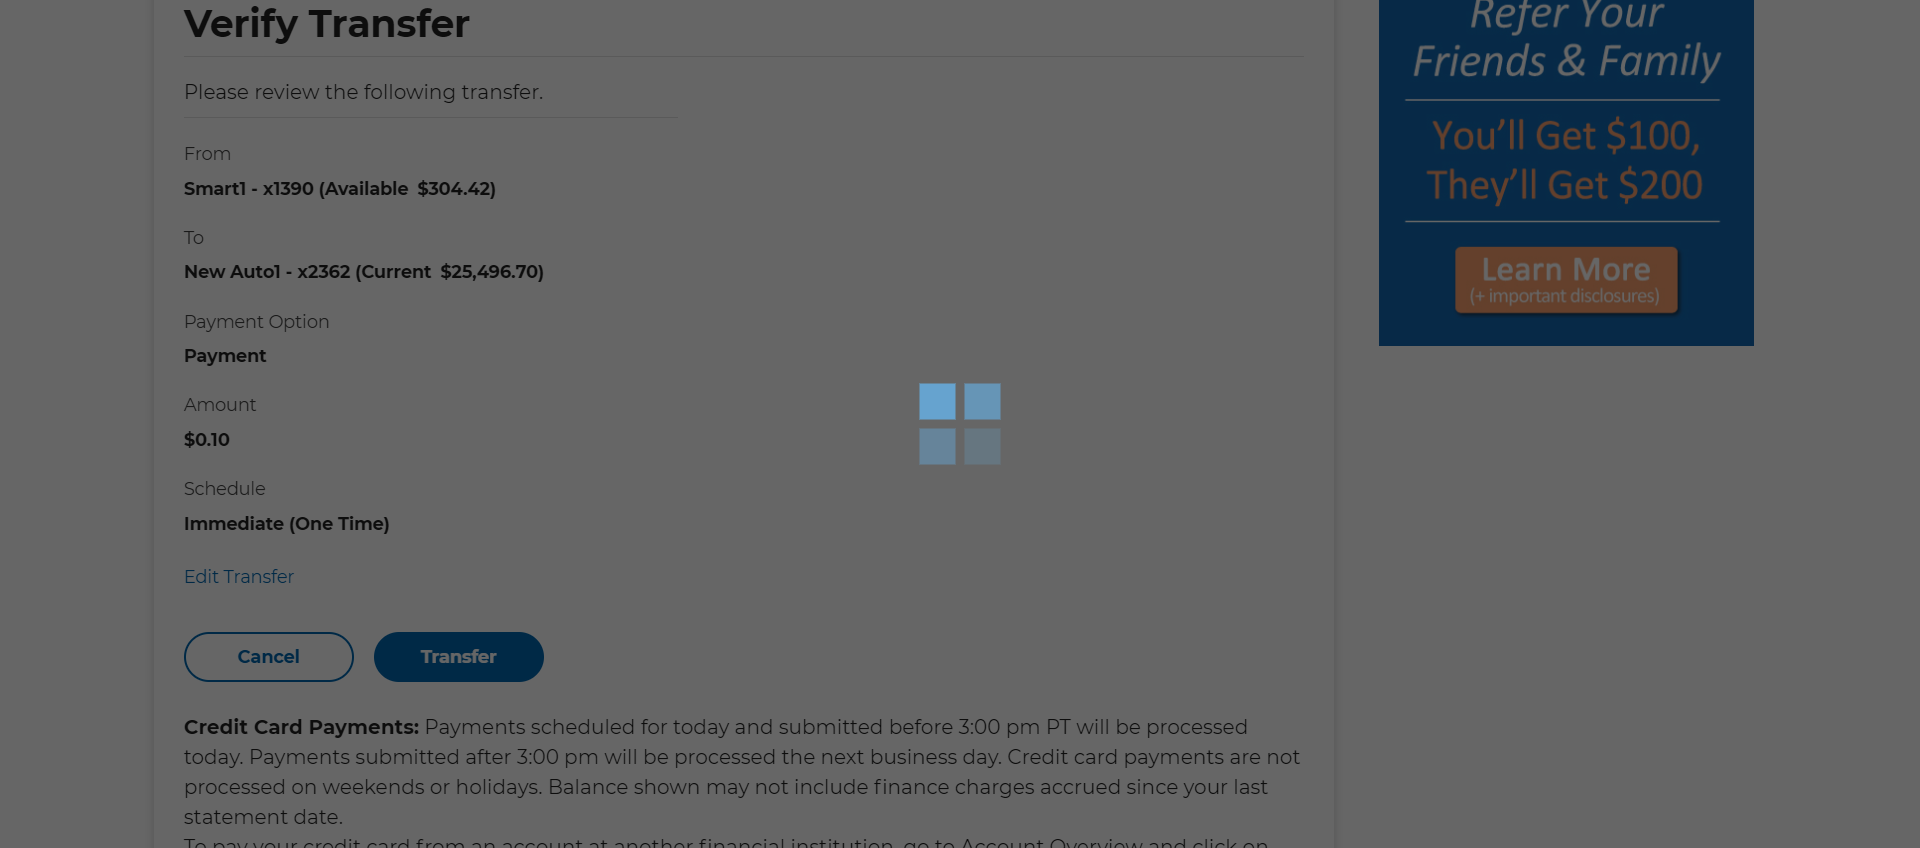 Verify Transfer
Please review the following transfer.
From
Smart1 - x1390 (Available $304.42)
To
New Auto1 - x2362 (Current $25,496.70)
Payment Option
Payment
Amount
$0.10
Schedule
Immediate (One Time)
Edit Transfer
Cancel
Transfer
Credit Card Payments: Payments scheduled for today and submitted before 3:00 pm PT will be processed
today. Payments submitted after 3:00 pm will be processed the next business day. Credit card payments are not
processed on weekends or holidays. Balance shown may not include finance charges accrued since your last
statement date.
To pay your credit card from an account at another financial institution, go to Account Overview and click on
Refer Your
Friends & Family
You'll Get $100,
They'll Get $200
Learn More
(+ important disclosures)